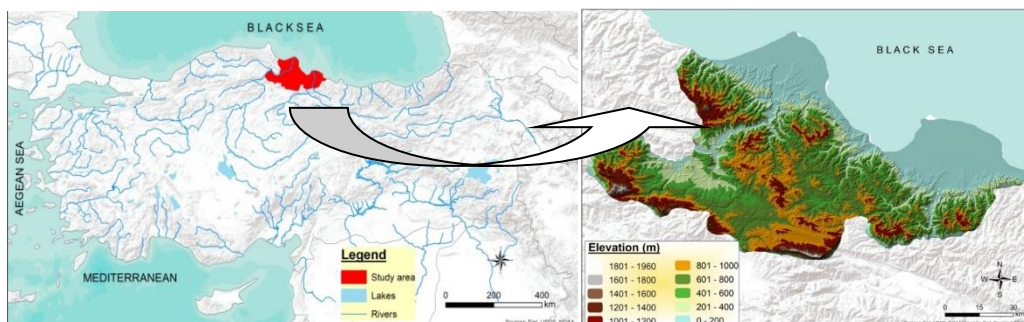 BLACKSEA
AEGEAN SEA
MEDITERRANEAN
Legend
Study area
Lakes
Rivers
0 200 400
km
BLACK SEA
Elevation (m)
1801 - 1960
1601 - 1800
1401 - 1600
1201 - 1400
1001 - 1200
801 - 1000
601 - 800
401 - 600
201 - 400
0 - 200
N
W E
S
0 15 30
km